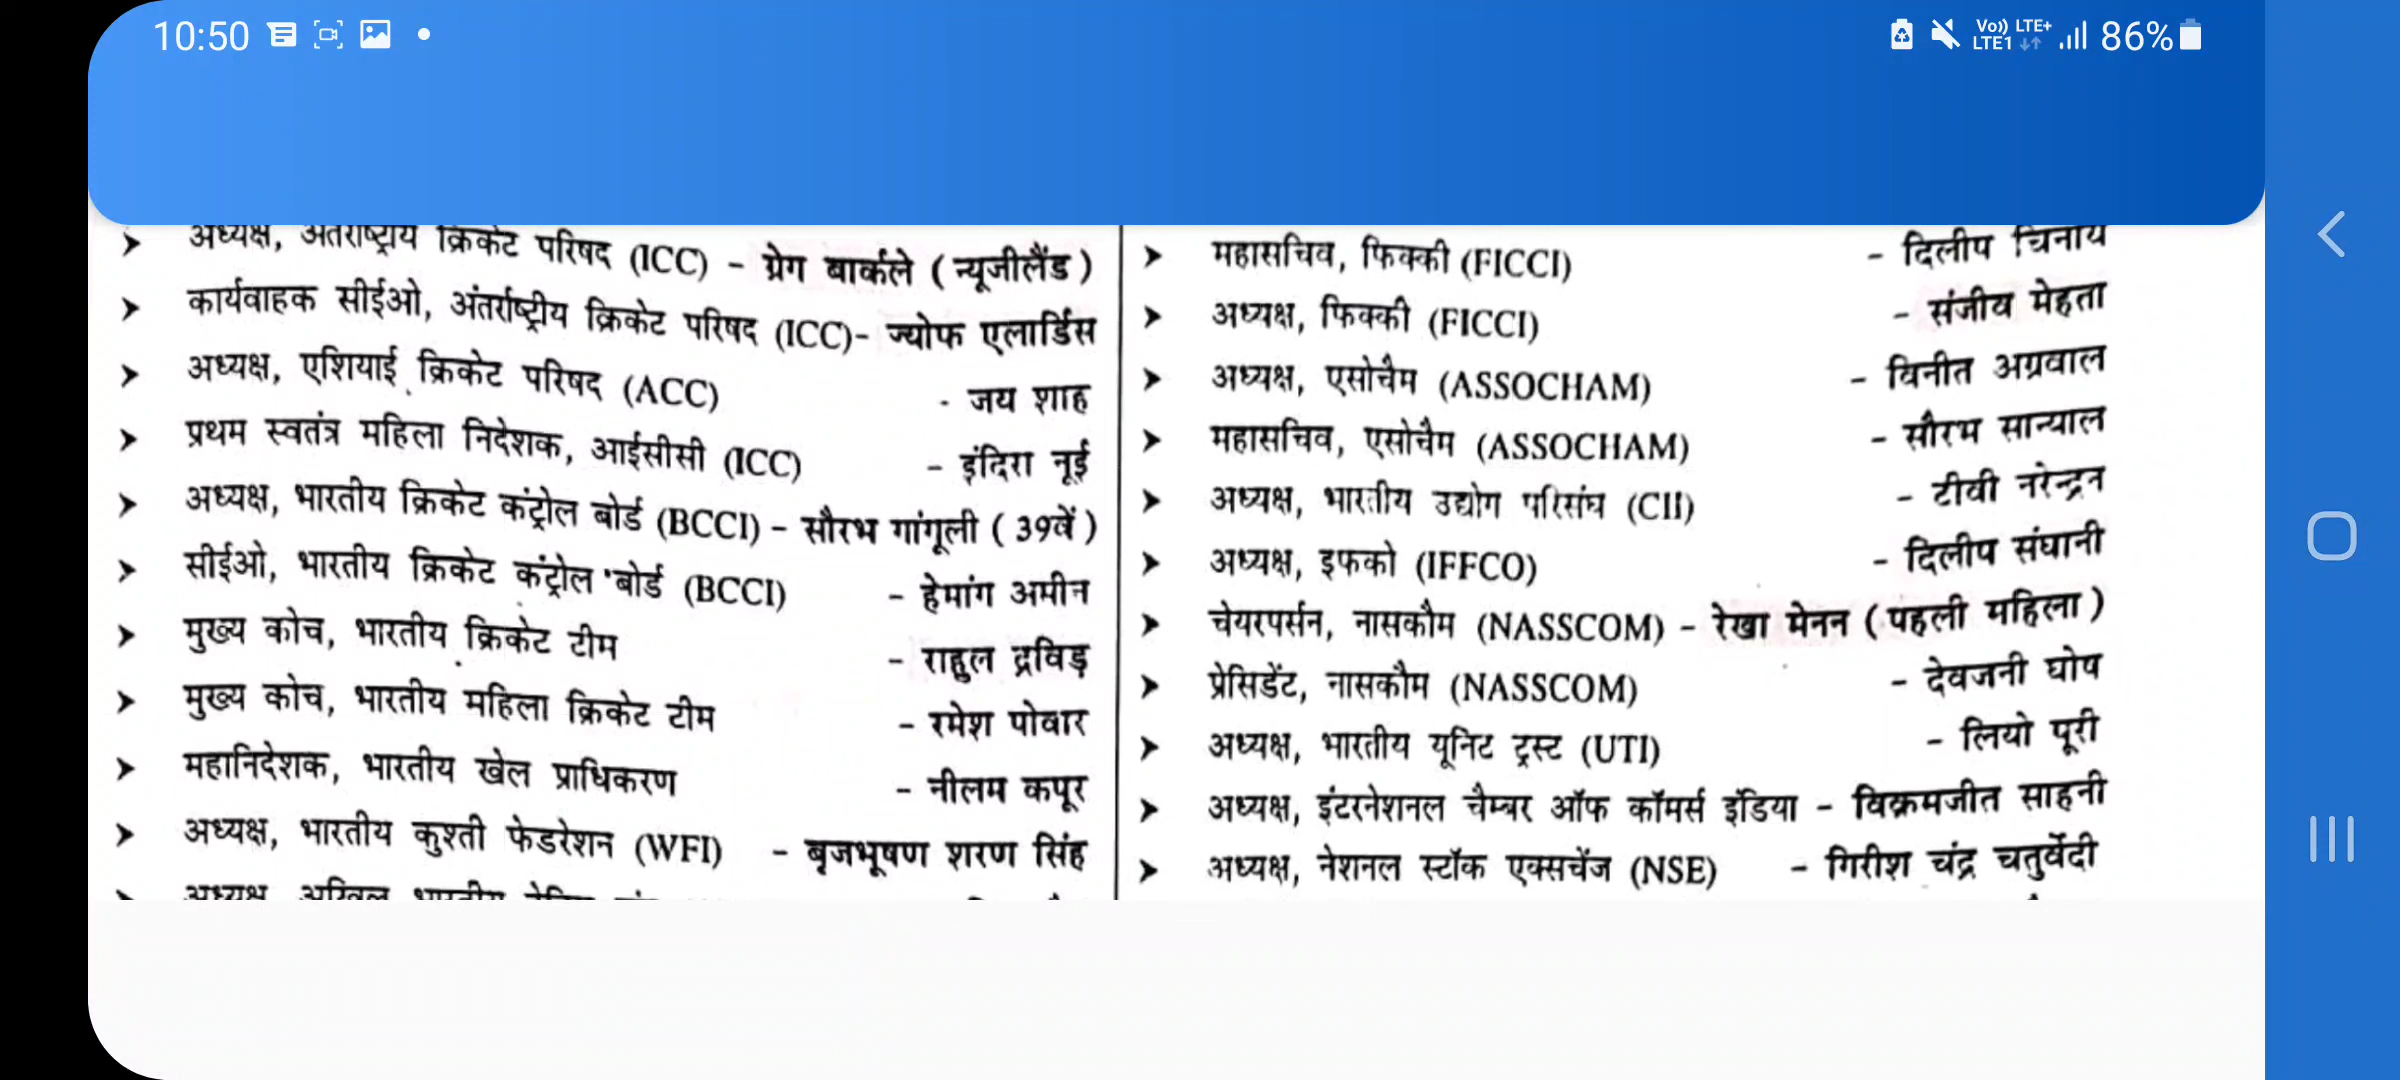 10:50
Vo)) LTE+
LTE1
86%
अध्यक्ष, अंतर्राष्ट्रीय क्रिकेट परिषद (ICC) - ग्रेग बार्कले ( न्यूजीलैंड )
कार्यवाहक सीईओ, अंतर्राष्ट्रीय क्रिकेट परिषद (ICC)- ज्योफ एलार्डिस
अध्यक्ष, एशियाई क्रिकेट परिषद (ACC) - जय शाह
प्रथम स्वतंत्र महिला निदेशक, आईसीसी (ICC) - इंदिरा नूई
अध्यक्ष, भारतीय क्रिकेट कंट्रोल बोर्ड (BCCI) - सौरभ गांगूली ( 39वें )
सीईओ, भारतीय क्रिकेट कंट्रोल बोर्ड (BCCI) - हेमांग अमीन
मुख्य कोच, भारतीय क्रिकेट टीम - राहुल द्रविड़
मुख्य कोच, भारतीय महिला क्रिकेट टीम - रमेश पोवार
महानिदेशक, भारतीय खेल प्राधिकरण - नीलम कपूर
अध्यक्ष, भारतीय कुश्ती फेडरेशन (WFI) - बृजभूषण शरण सिंह
महासचिव, फिक्की (FICCI) - दिलीप चिनॉय
अध्यक्ष, फिक्की (FICCI) - संजीव मेहता
अध्यक्ष, एसोचैम (ASSOCHAM) - विनीत अग्रवाल
महासचिव, एसोचैम (ASSOCHAM) - सौरभ सान्याल
अध्यक्ष, भारतीय उद्योग परिसंघ (CII) - टीवी नरेन्द्रन
अध्यक्ष, इफको (IFFCO) - दिलीप संघानी
चेयरपर्सन, नासकौम (NASSCOM) - रेखा मेनन ( पहली महिला )
प्रेसिडेंट, नासकौम (NASSCOM) - देवजनी घोष
अध्यक्ष, भारतीय यूनिट ट्रस्ट (UTI) - लियो पूरी
अध्यक्ष, इंटरनेशनल चैम्बर ऑफ कॉमर्स इंडिया - विक्रमजीत साहनी
अध्यक्ष, नेशनल स्टॉक एक्सचेंज (NSE) - गिरीश चंद्र चतुर्वेदी